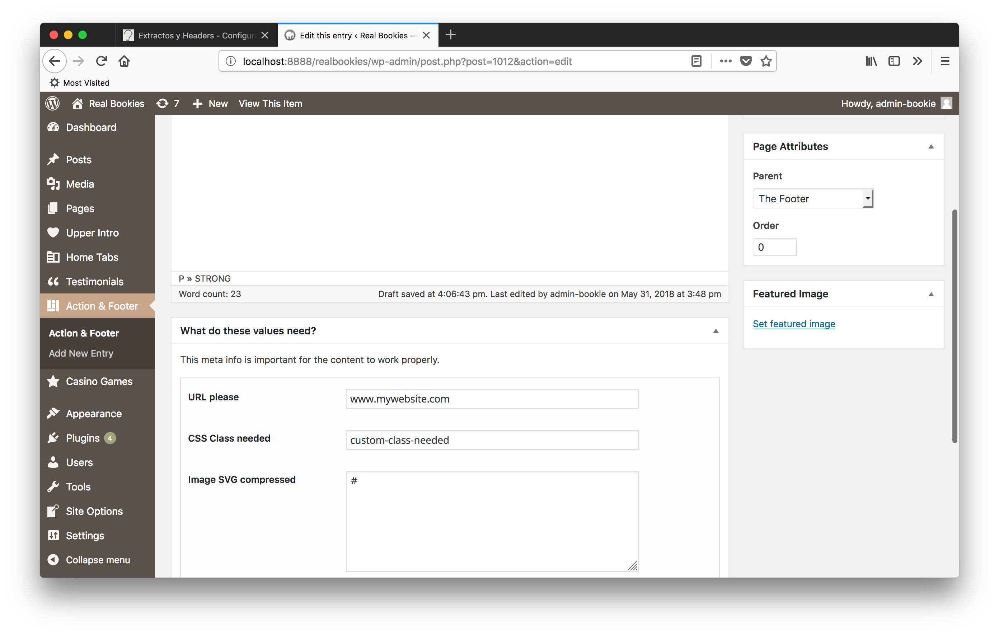 Extractos y Headers - Configura
Edit this entry ‹ Real Bookies —
localhost:8888/realbookies/wp-admin/post.php?post=1012&action=edit
Most Visited
Real Bookies 7 New View This Item Howdy, admin-bookie
Dashboard
Posts
Media
Pages
Upper Intro
Home Tabs
Testimonials
Action & Footer
Action & Footer
Add New Entry
Casino Games
Appearance
Plugins 4
Users
Tools
Site Options
Settings
Collapse menu
P » STRONG
Word count: 23 Draft saved at 4:06:43 pm. Last edited by admin-bookie on May 31, 2018 at 3:48 pm
What do these values need?
This meta info is important for the content to work properly.
URL please www.mywebsite.com
CSS Class needed custom-class-needed
Image SVG compressed #
Page Attributes
Parent
The Footer
Order
0
Featured Image
Set featured image